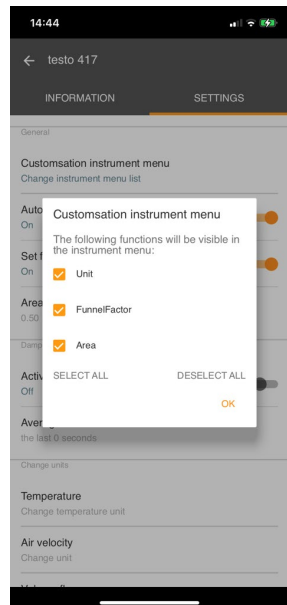 14:44
testo 417
INFORMATION
SETTINGS
General
Customsation instrument menu
Change instrument menu list
Auto
On
Customsation instrument menu
The following functions will be visible in
the instrument menu:
Set f
On
Unit
FunnelFactor
Area
0.50
Area
Damp
SELECT ALL
DESELECT ALL
Activ
Off
OK
Aver
the last 0 seconds
Change units
Temperature
Change temperature unit
Air velocity
Change unit